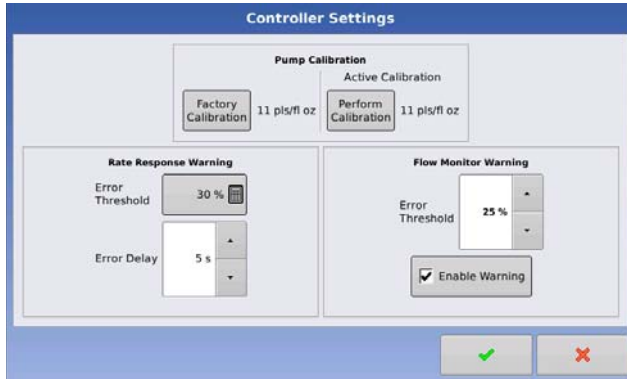 Controller Settings
Pump Calibration
Active Calibration
Factory
Calibration
11 pls/fl oz
Perform
Calibration
11 pls/fl oz
Rate Response Warning
Error
Threshold
30 %
Error Delay
5 s
Flow Monitor Warning
Error
Threshold
25 %
Enable Warning